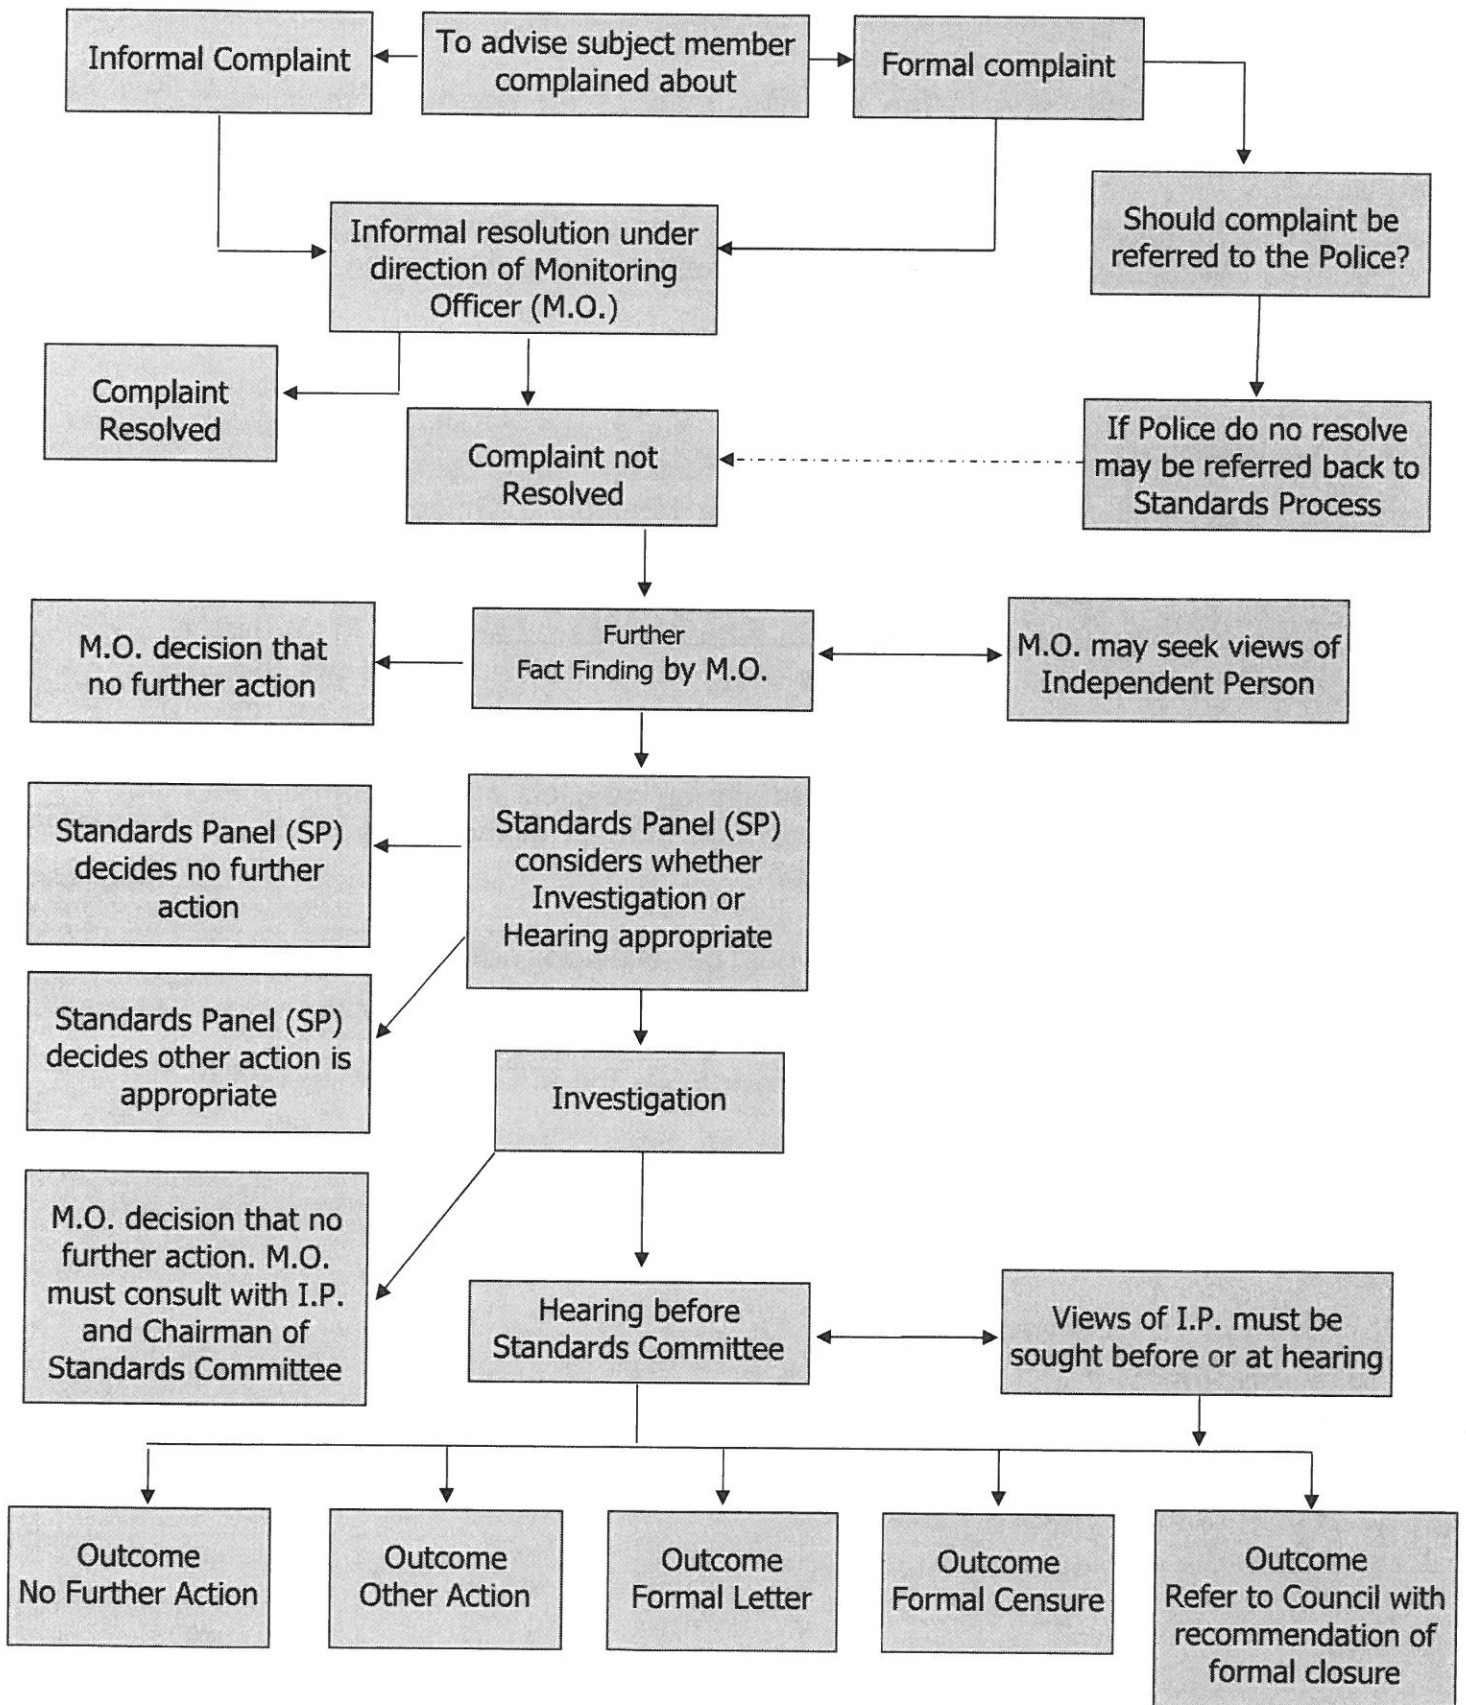 Informal Complaint
To advise subject member
complained about
Formal complaint
Should complaint be
referred to the Police?
Informal resolution under
direction of Monitoring
Officer (M.O.)
Complaint
Resolved
Complaint not
Resolved
If Police do no resolve
may be referred back to
Standards Process
M.O. decision that
no further action
Further
Fact Finding by M.O.
M.O. may seek views of
Independent Person
Standards Panel (SP)
decides no further
action
Standards Panel (SP)
considers whether
Investigation or
Hearing appropriate
Standards Panel (SP)
decides other action is
appropriate
Investigation
M.O. decision that no
further action. M.O.
must consult with I.P.
and Chairman of
Standards Committee
Hearing before
Standards Committee
Views of I.P. must be
sought before or at hearing
Outcome
No Further Action
Outcome
Other Action
Outcome
Formal Letter
Outcome
Formal Censure
Outcome
Refer to Council with
recommendation of
formal closure